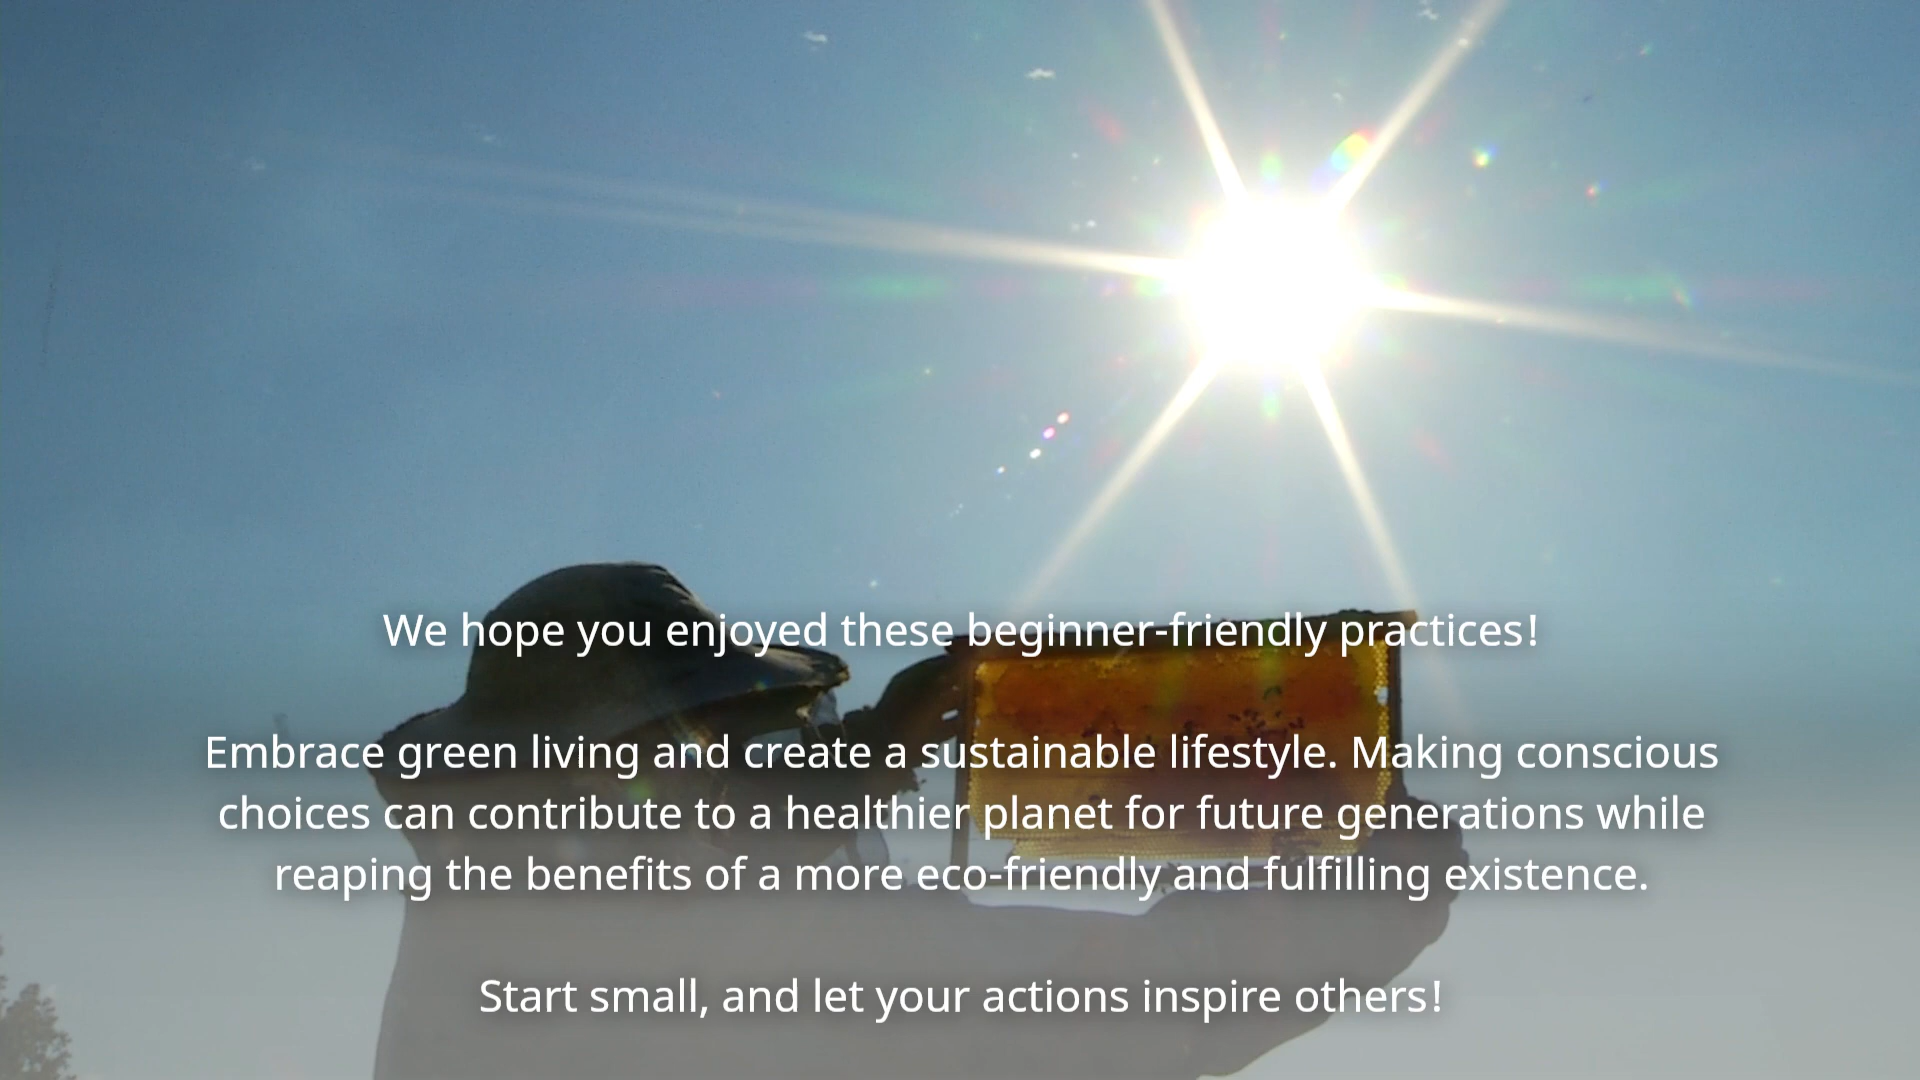 We hope you enjoyed these beginner-friendly practices!
Embrace green living and create a sustainable lifestyle. Making conscious
choices can contribute to a healthier planet for future generations while
reaping the benefits of a more eco-friendly and fulfilling existence.
Start small, and let your actions inspire others!